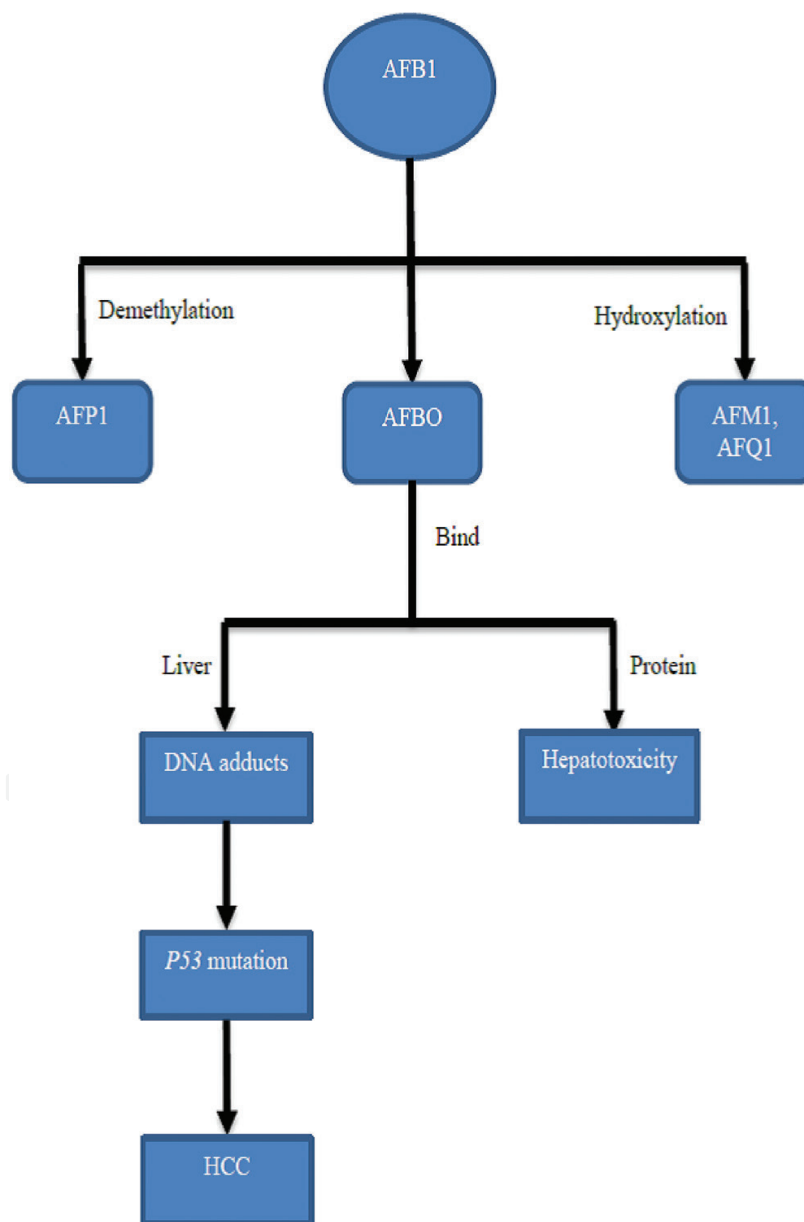 AFB1
Demethylation
Hydroxylation
AFP1
AFBO
AFM1,
AFQ1
Bind
Liver
Protein
DNA adducts
Hepatotoxicity
P53 mutation
HCC